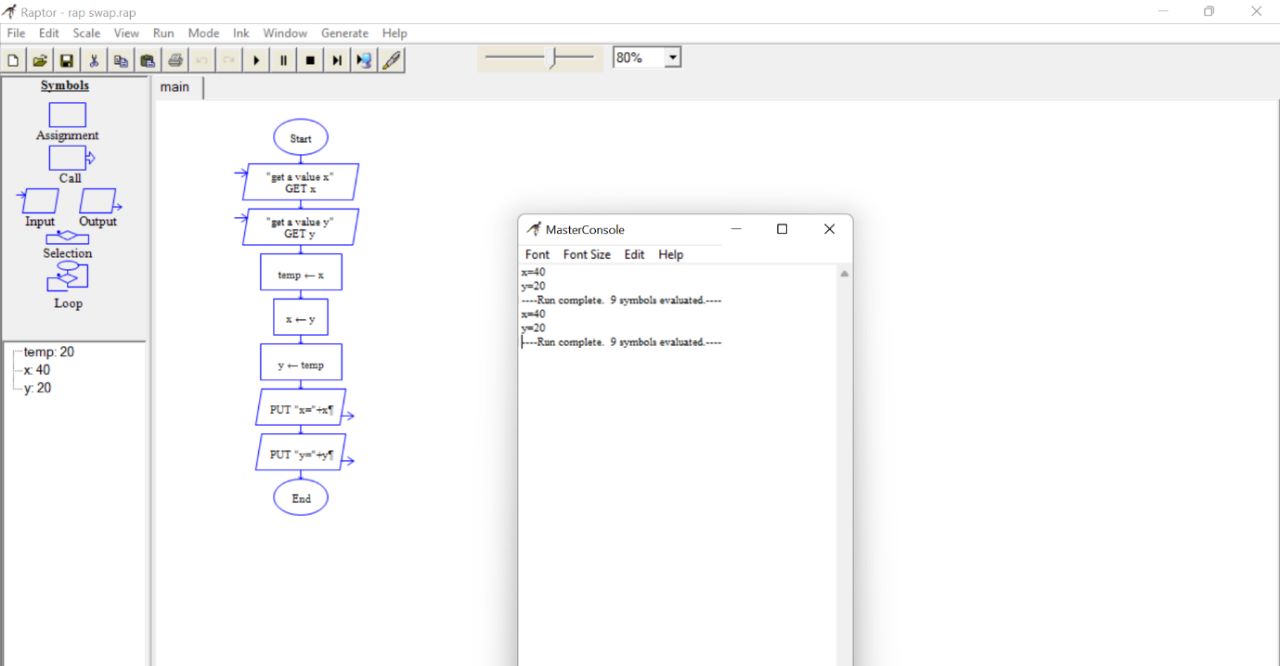 Raptor - rap swap.rap
File Edit Scale View Run Mode Ink Window Generate Help
80%
Symbols
Assignment
Call
Input Output
Selection
Loop
temp: 20
x: 40
y: 20
main
Start
"get a value x"
GET x
"get a value y"
GET y
temp ← x
x ← y
y ← temp
PUT "x="+x¶
PUT "y="+y¶
End
MasterConsole
Font Font Size Edit Help
x=40
y=20
----Run complete. 9 symbols evaluated.----
x=40
y=20
----Run complete. 9 symbols evaluated.----